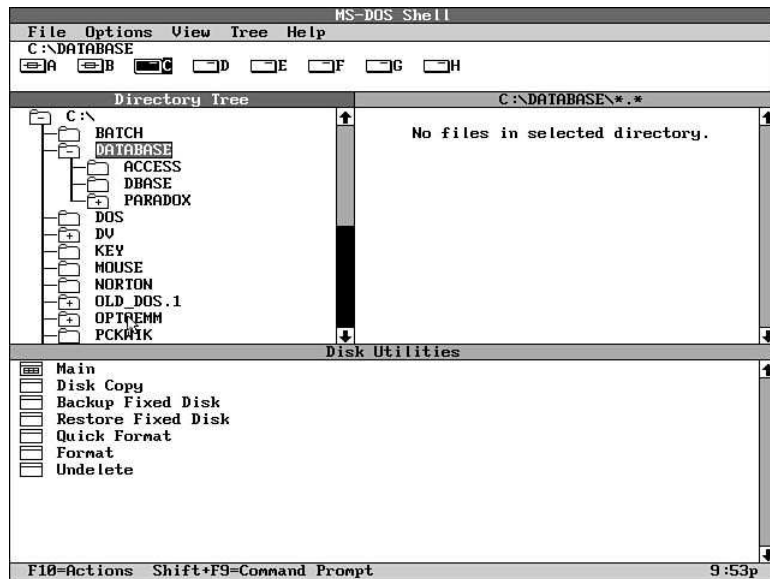 MS-DOS Shell
File Options View Tree Help
C:\DATABASE
A B C D E F G H
Directory Tree
C:\DATABASE\*.*
C:\
BATCH
DATABASE
ACCESS
DBASE
PARADOX
DOS
DV
KEY
MOUSE
NORTON
OLD_DOS.1
PCKWIK
No files in selected directory.
Disk Utilities
Main
Disk Copy
Backup Fixed Disk
Restore Fixed Disk
Quick Format
Format
Undelete
F10=Actions Shift+F9=Command Prompt 9:53p